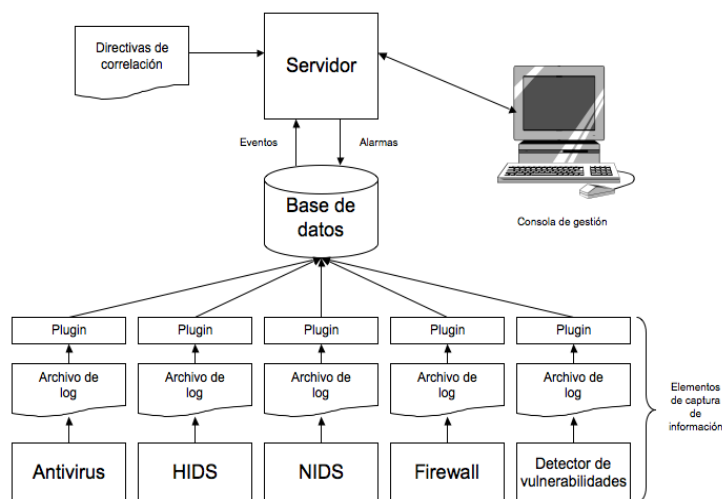 Directivas de
correlación
Servidor
Eventos
Alarmas
Base de
datos
Consola de gestión
Plugin
Plugin
Plugin
Plugin
Plugin
Archivo de
log
Archivo de
log
Archivo de
log
Archivo de
log
Archivo de
log
Elementos
de captura
de
información
Antivirus
HIDS
NIDS
Firewall
Detector de
vulnerabilidades